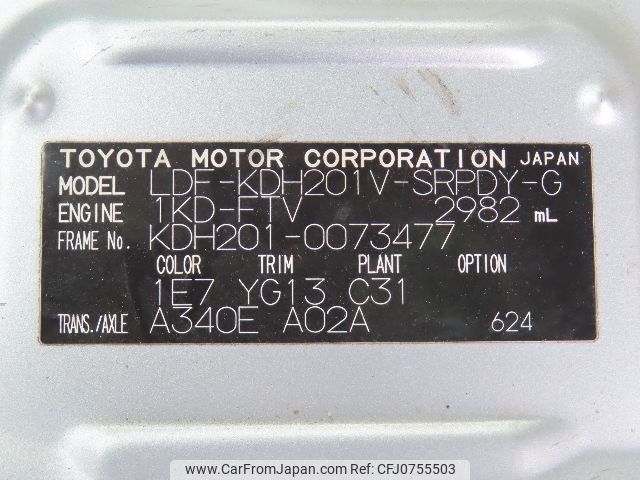 TOYOTA MOTOR CORPORATION JAPAN
MODEL LDF-KDH201V-SRPDY-G
ENGINE 1KD-FTV 2982 mL
FRAME No. KDH201-0073477
COLOR TRIM PLANT OPTION
1E7 YG13 C31
TRANS./AXLE A340E A02A 624
www.CarFromJapan.com [REF NO.] CFJ0755503